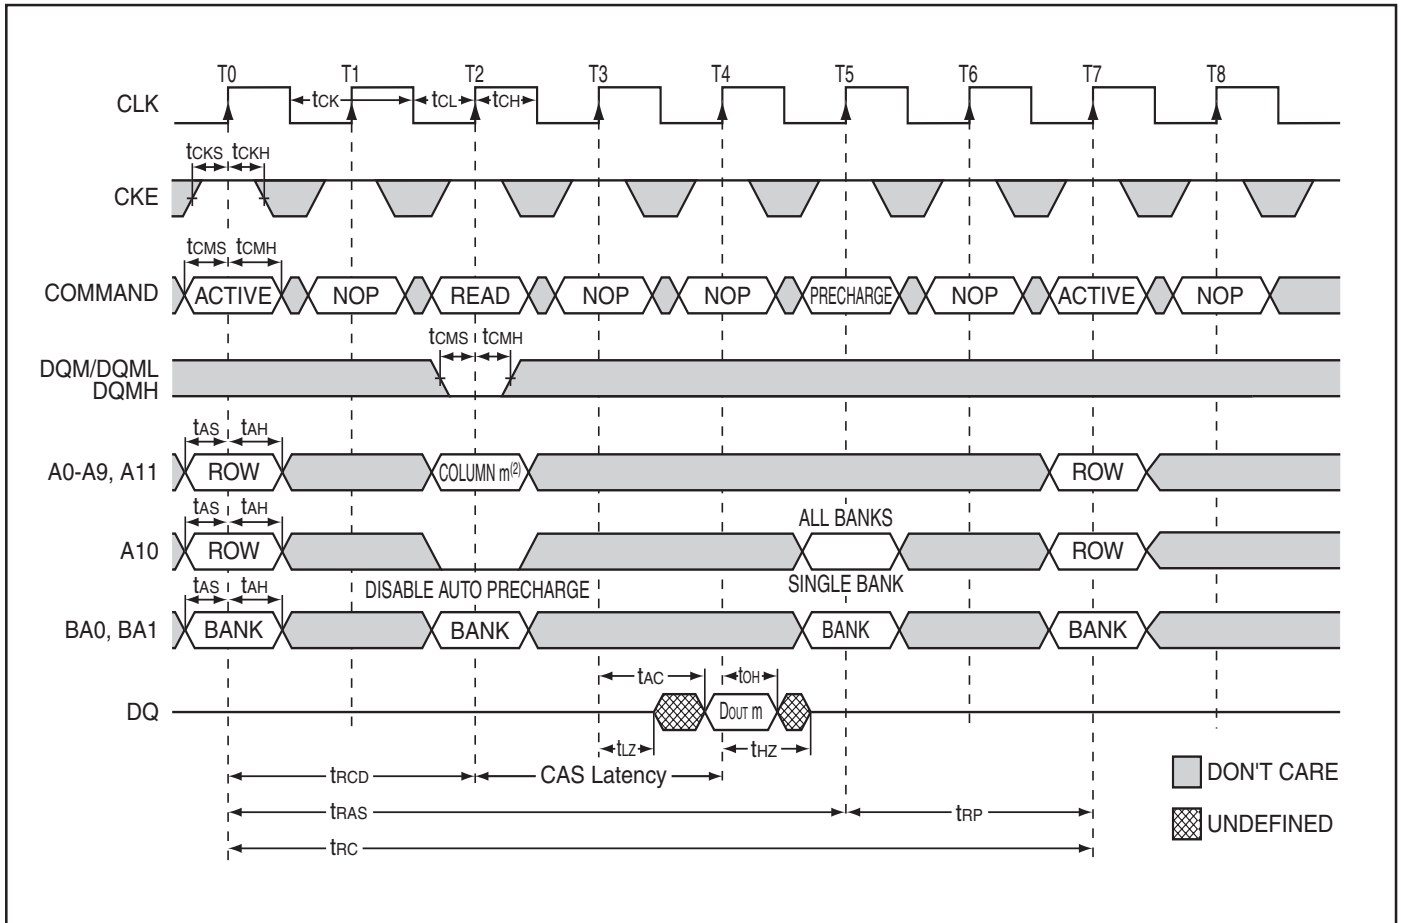 T0 T1 T2 T3 T4 T5 T6 T7 T8
CLK tCK tCL tCH
tCKS tCKH
CKE
tCMS tCMH
COMMAND ACTIVE NOP READ NOP NOP PRECHARGE NOP ACTIVE NOP
tCMS tCMH
DQM/DQML
DQMH
tAS tAH
A0-A9, A11 ROW COLUMN m(2) ROW
tAS tAH ALL BANKS
A10 ROW ROW
DISABLE AUTO PRECHARGE SINGLE BANK
tAS tAH
BA0, BA1 BANK BANK BANK BANK
tAC tOH
DQ DOUT m
tLZ tHZ
tRCD CAS Latency
DON'T CARE
tRAS tRP
UNDEFINED
tRC